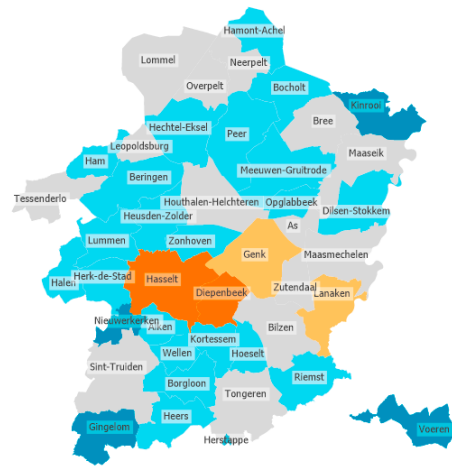 Hamont-Achel
Lommel
Neerpelt
Overpelt
Bocholt
Kinrooi
Bree
Hechtel-Eksel
Peer
Leopoldsburg
Maaseik
Ham
Meeuwen-Gruitrode
Beringen
Tessenderlo
Houthalen-Helchteren
Opglabbeek
Dilsen-Stokkem
Heusden-Zolder
As
Lummen
Zonhoven
Genk
Maasmechelen
Herk-de-Stad
Hasselt
Halen
Zutendaal
Diepenbeek
Lanaken
Nieuwerkerken
Alken
Bilzen
Kortessem
Wellen
Hoeselt
Sint-Truiden
Riemst
Borgloon
Tongeren
Heers
Gingelom
Voeren
Herstappe